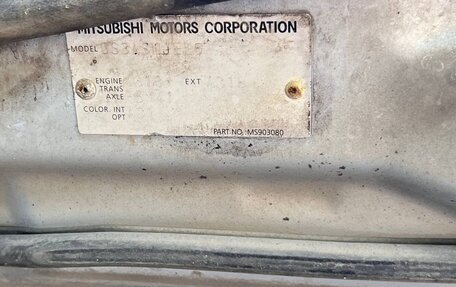 MITSUBISHI MOTORS CORPORATION
MODEL
ENGINE EXT
TRANS
AXLE
COLOR INT
OPT
PART NO. MS903080